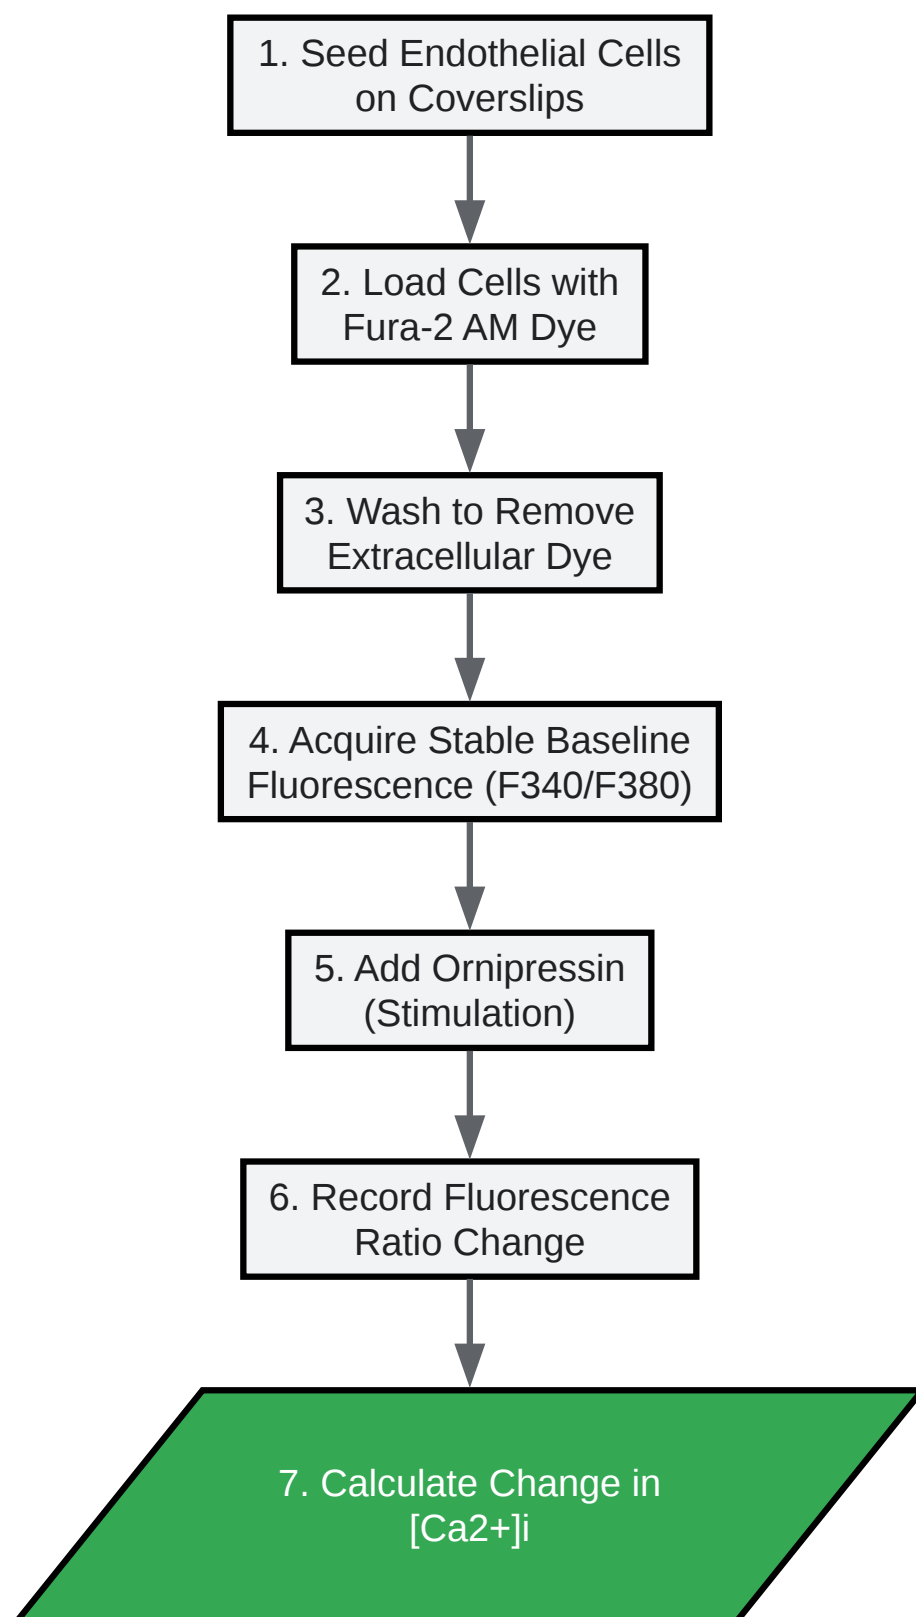 1. Seed Endothelial Cells
on Coverslips
2. Load Cells with
Fura-2 AM Dye
3. Wash to Remove
Extracellular Dye
4. Acquire Stable Baseline
Fluorescence (F340/F380)
5. Add Ornipressin
(Stimulation)
6. Record Fluorescence
Ratio Change
7. Calculate Change in
[Ca2+]i